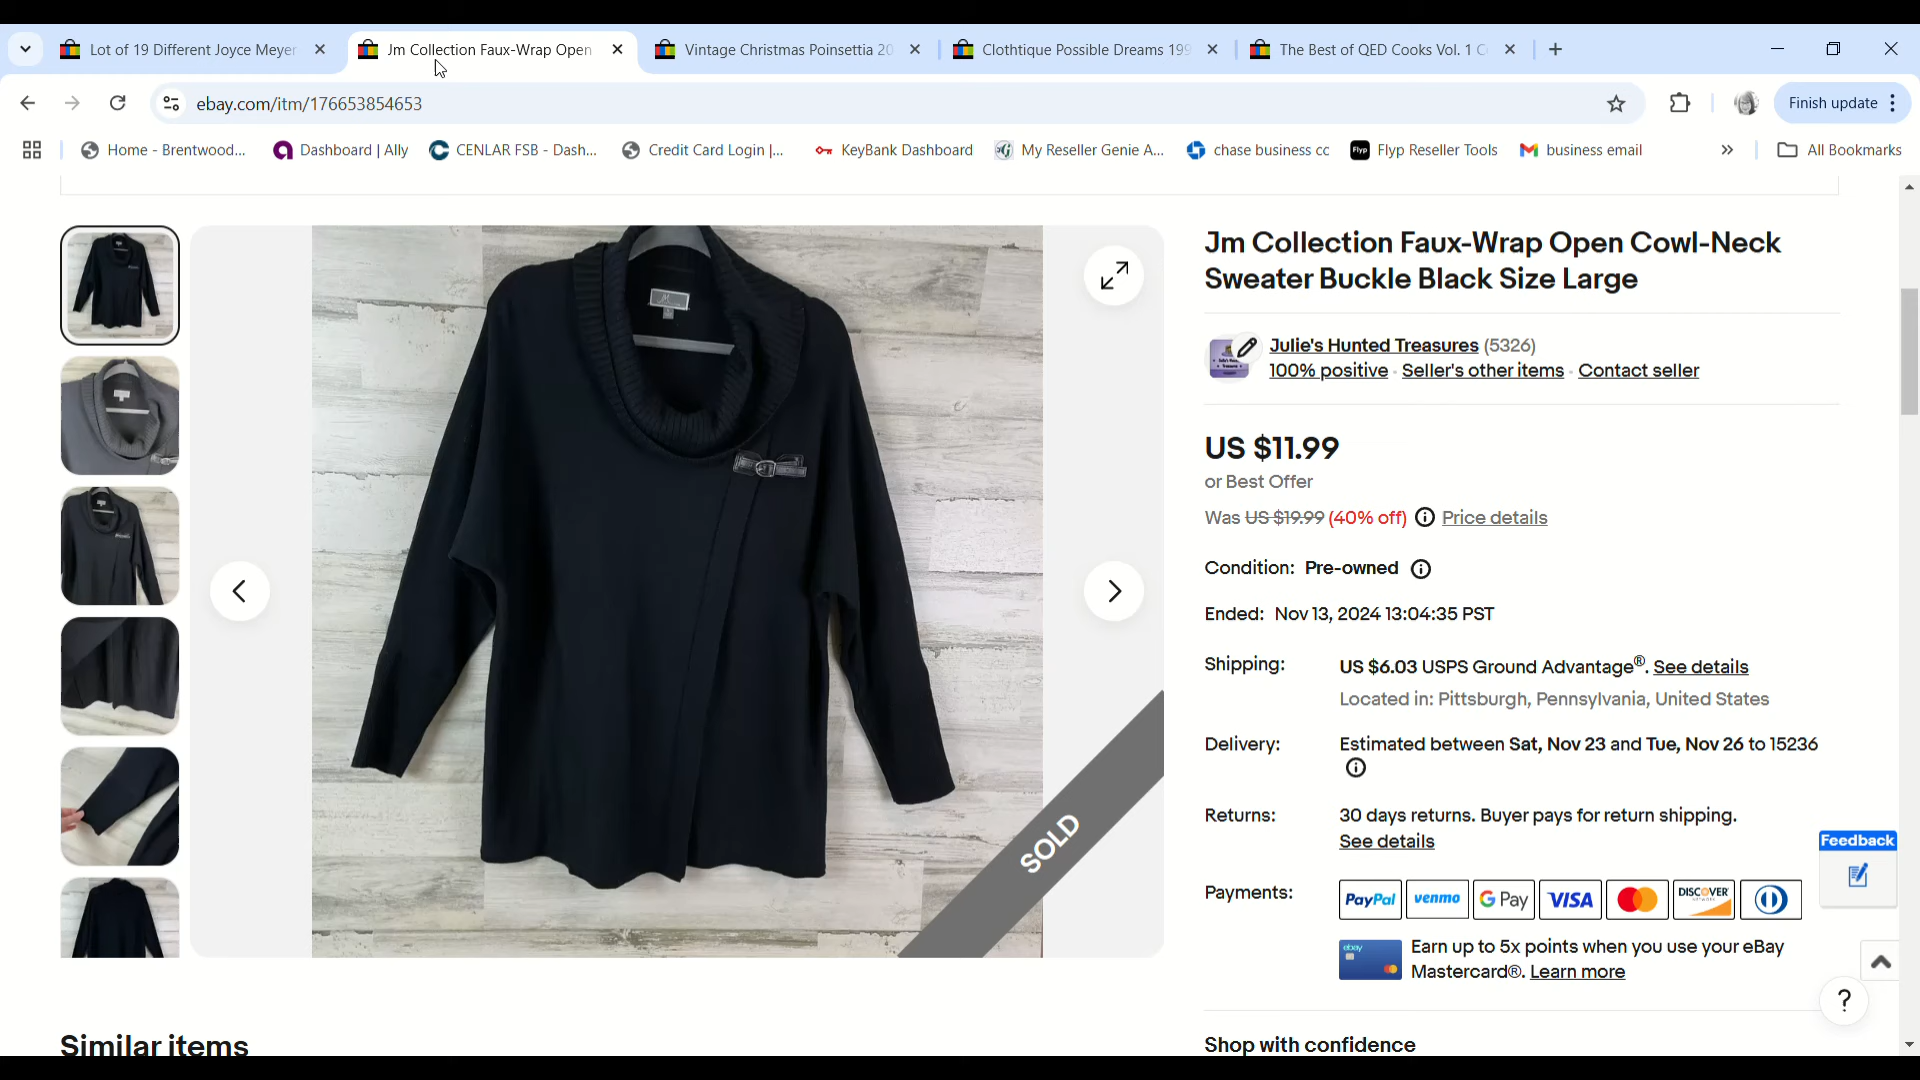 Lot of 19 Different Joyce Meyer
Jm Collection Faux-Wrap Open
Vintage Christmas Poinsettia 20
Clothtique Possible Dreams 199
The Best of QED Cooks Vol. 1 C
ebay.com/itm/176653854653
Finish update
Home - Brentwood...
Dashboard | Ally
CENLAR FSB - Dash...
Credit Card Login |...
KeyBank Dashboard
My Reseller Genie A...
chase business cc
Flyp
Flyp Reseller Tools
business email
All Bookmarks
Jm Collection Faux-Wrap Open Cowl-Neck
Sweater Buckle Black Size Large
Julie's Hunted Treasures (5326)
100% positive · Seller's other items · Contact seller
US $11.99
or Best Offer
Was US $19.99 (40% off) Price details
Condition: Pre-owned
Ended: Nov 13, 2024 13:04:35 PST
Shipping: US $6.03 USPS Ground Advantage®. See details
Located in: Pittsburgh, Pennsylvania, United States
Delivery: Estimated between Sat, Nov 23 and Tue, Nov 26 to 15236
Returns: 30 days returns. Buyer pays for return shipping.
See details
Payments: PayPal venmo G Pay VISA DISCOVER
ebay
Earn up to 5x points when you use your eBay
Mastercard®. Learn more
Shop with confidence
JM
SOLD
Feedback
?
Similar items